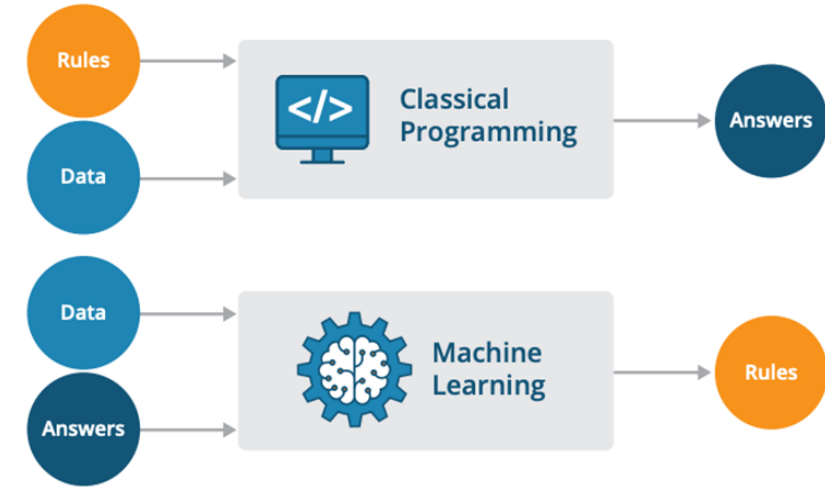 Rules
Data
</>
Classical
Programming
Answers
Data
Answers
Machine
Learning
Rules